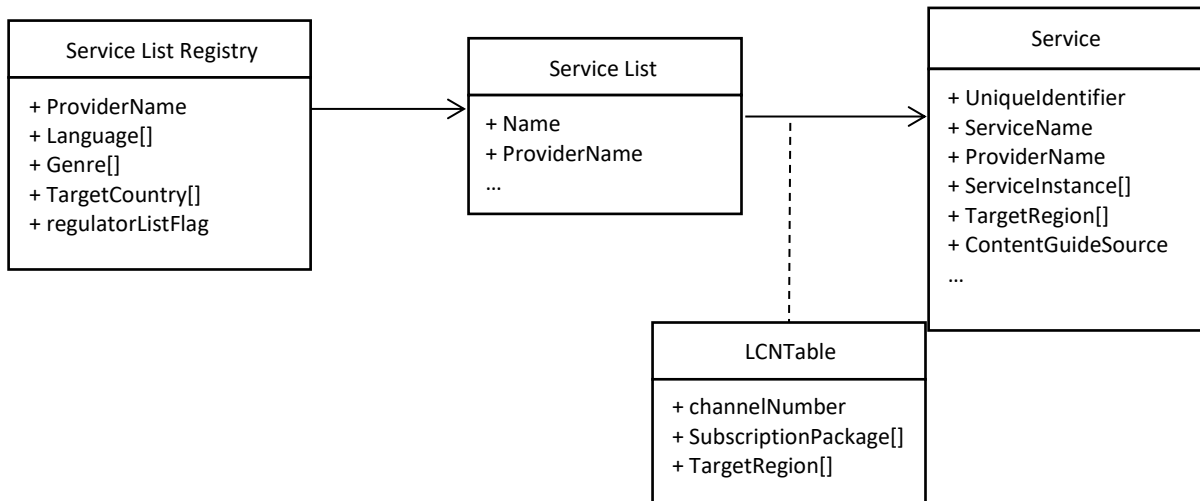 Service List Registry
+ ProviderName
+ Language[]
+ Genre[]
+ TargetCountry[]
+ regulatorListFlag
Service List
+ Name
+ ProviderName
...
Service
+ UniqueIdentifier
+ ServiceName
+ ProviderName
+ ServiceInstance[]
+ TargetRegion[]
+ ContentGuideSource
...
LCNTable
+ channelNumber
+ SubscriptionPackage[]
+ TargetRegion[]